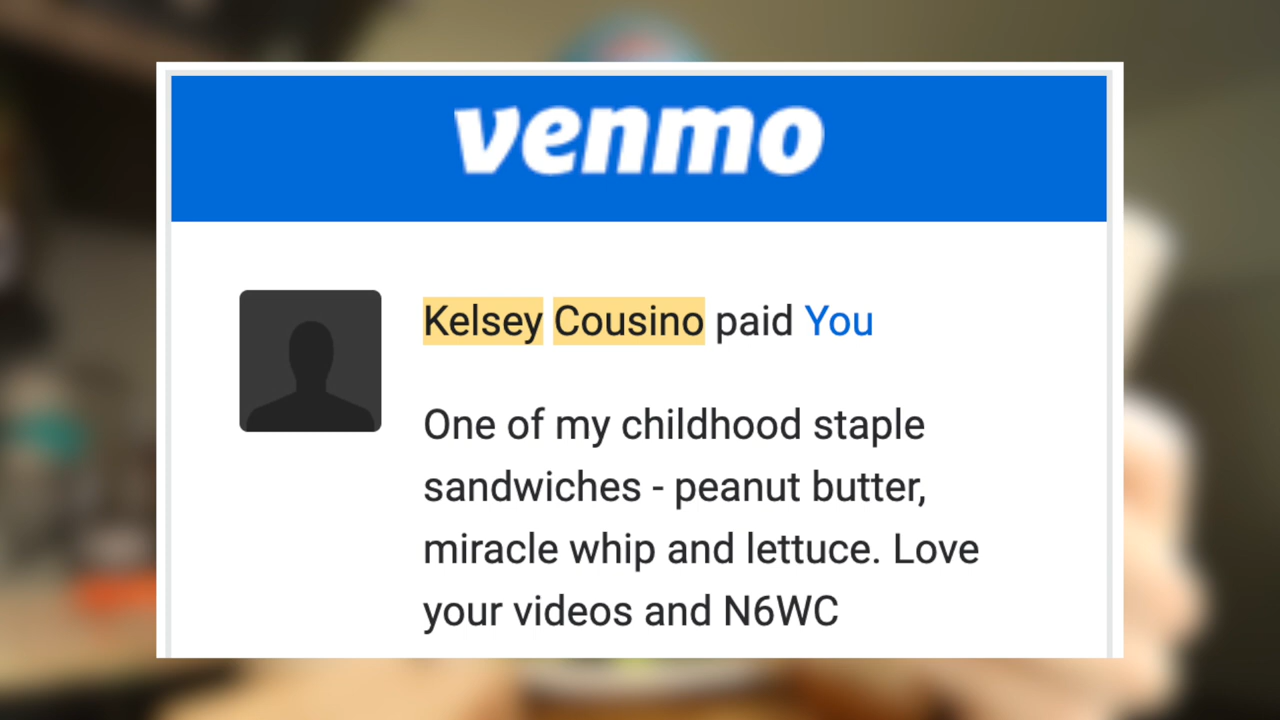 venmo
Kelsey Cousino paid You
One of my childhood staple
sandwiches - peanut butter,
miracle whip and lettuce. Love
your videos and N6WC